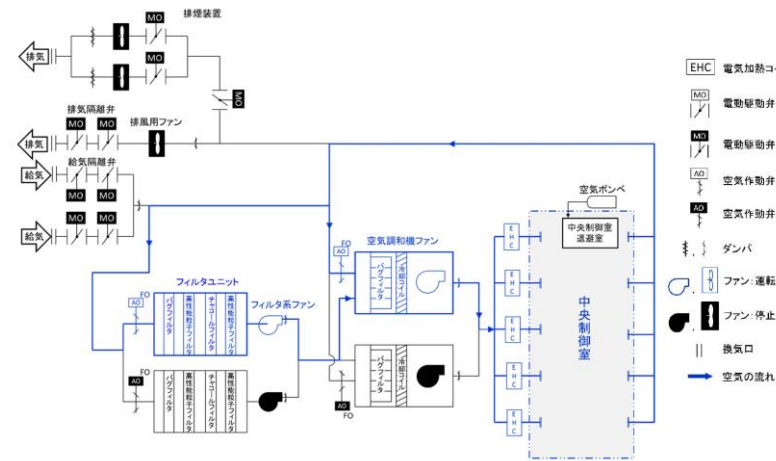 MO
排煙装置
排気
MO
MO
排気隔離弁
MO
MO
排風用ファン
排気
給気隔離弁
給気
MO
MO
給気
MO
MO
EHC
電気加熱コ
MO
電動駆動弁
MO
電動駆動弁
AO
空気作動弁
AO
空気作動弁
ダンパ
ファン:運転
ファン:停止
換気口
空気の流れ
空気ボンベ
中央制御室
退避室
中央制御室
EHC
EHC
EHC
EHC
EHC
空気調和機ファン
FO
AO
バグフィルタ
冷却コイル
バグフィルタ
冷却コイル
AO
FO
フィルタユニット
フィルタ系ファン
FO
AO
バグフィルタ
高性能粒子フィルタ
チャコールフィルタ
高性能粒子フィルタ
FO
AO
バグフィルタ
高性能粒子フィルタ
チャコールフィルタ
高性能粒子フィルタ